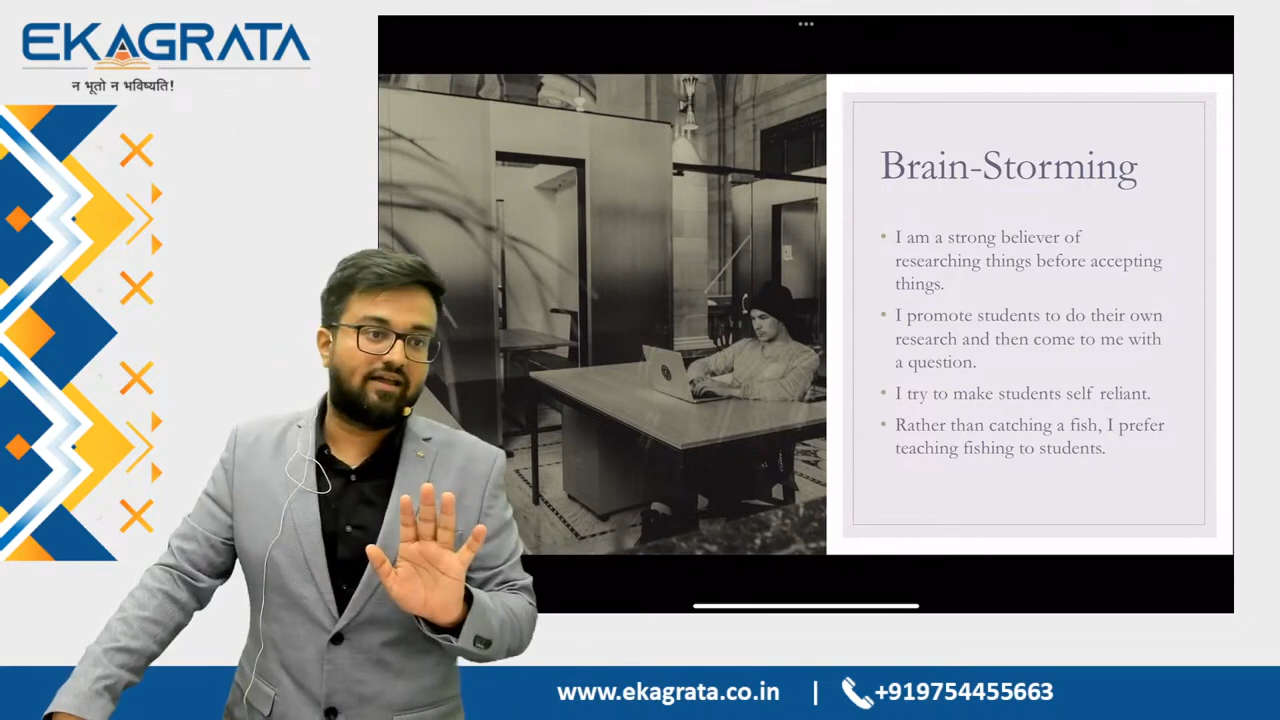 EKAGRATA
न भूतो न भविष्यति!
Brain-Storming
• I am a strong believer of
researching things before accepting
things.
• I promote students to do their own
research and then come to me with
a question.
• I try to make students self reliant.
• Rather than catching a fish, I prefer
teaching fishing to students.
www.ekagrata.co.in | +919754455663